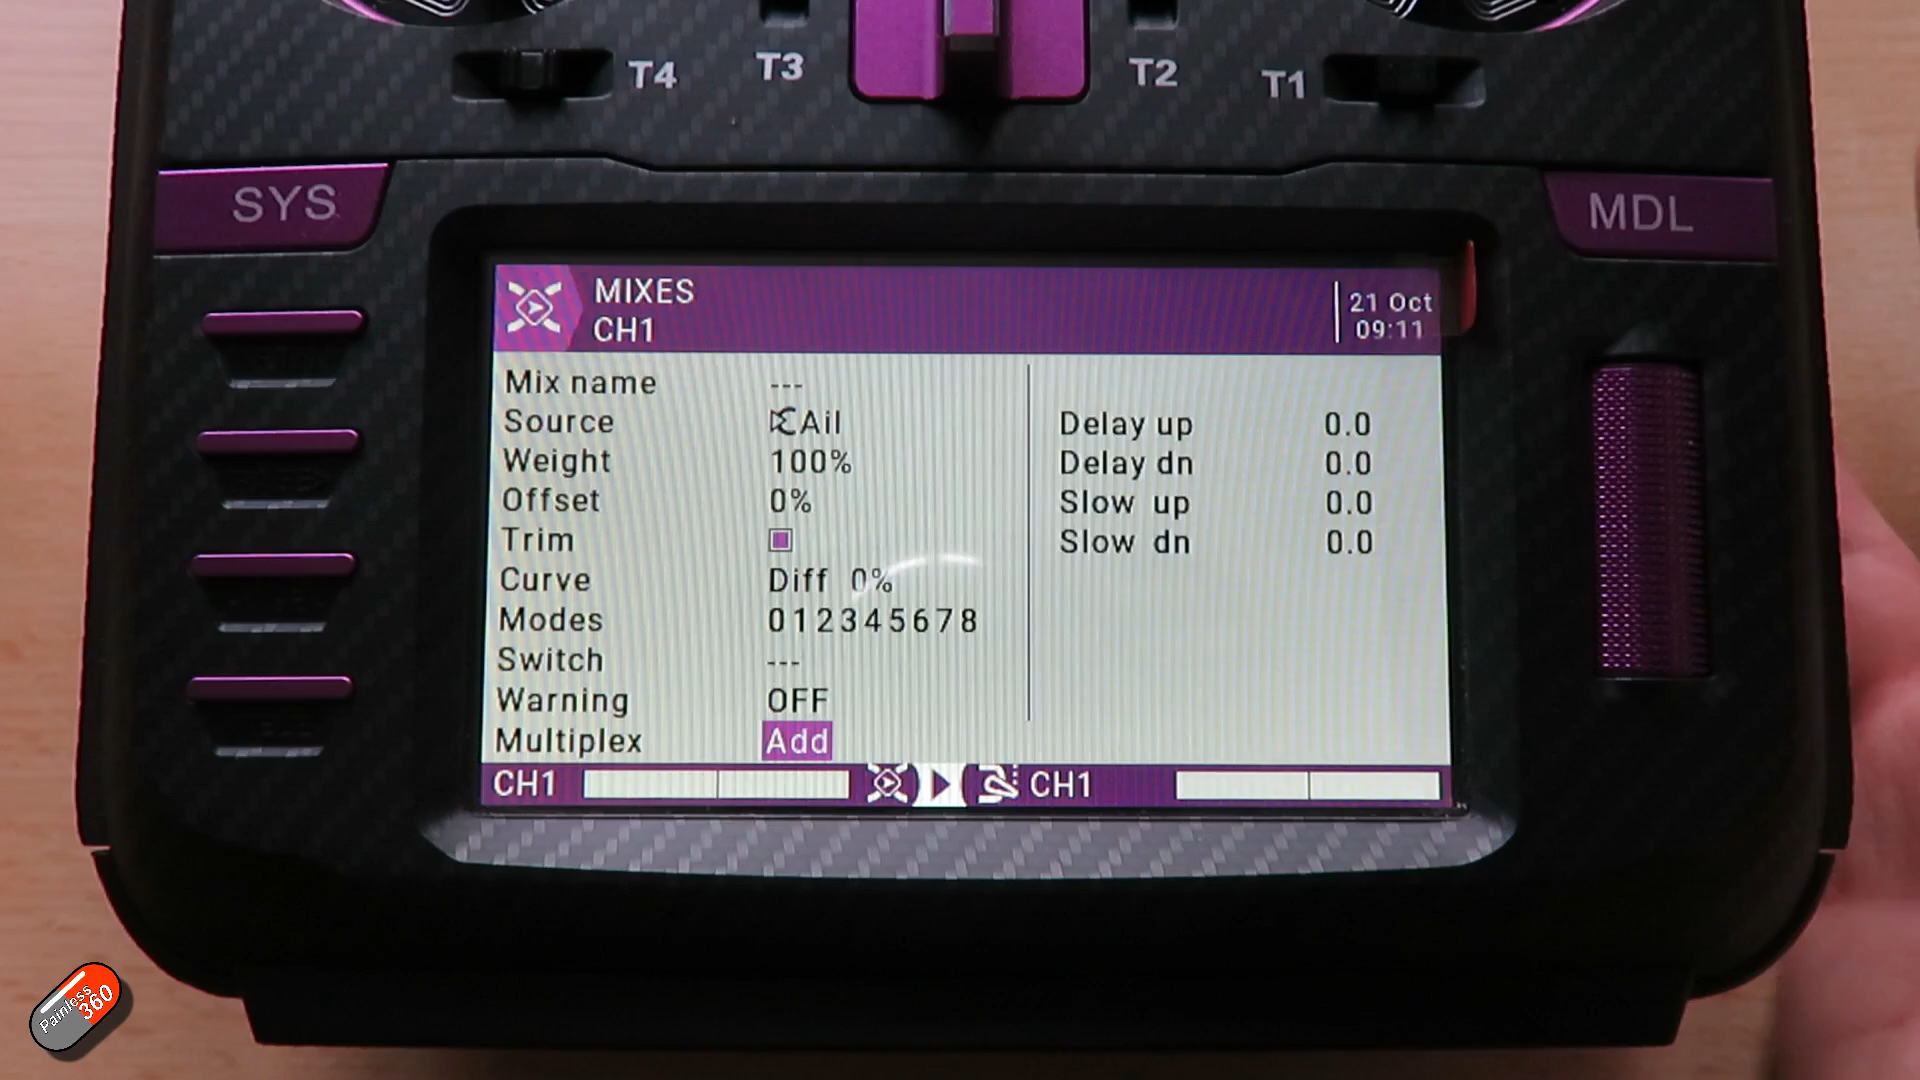 T4 T3 T2 T1
SYS
MDL
MIXES
CH1
21 Oct
09:11
Mix name ---
Source Ail
Weight 100%
Offset 0%
Trim
Curve Diff 0%
Modes 012345678
Switch ---
Warning OFF
Multiplex Add
Delay up 0.0
Delay dn 0.0
Slow up 0.0
Slow dn 0.0
CH1 CH1
Painless
360